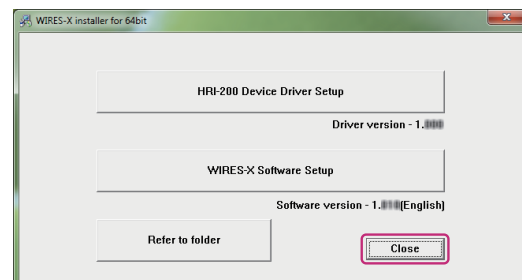 WIRES-X installer for 64bit
HRI-200 Device Driver Setup
Driver version - 1.
WIRES-X Software Setup
Software version - 1. (English)
Refer to folder
Close